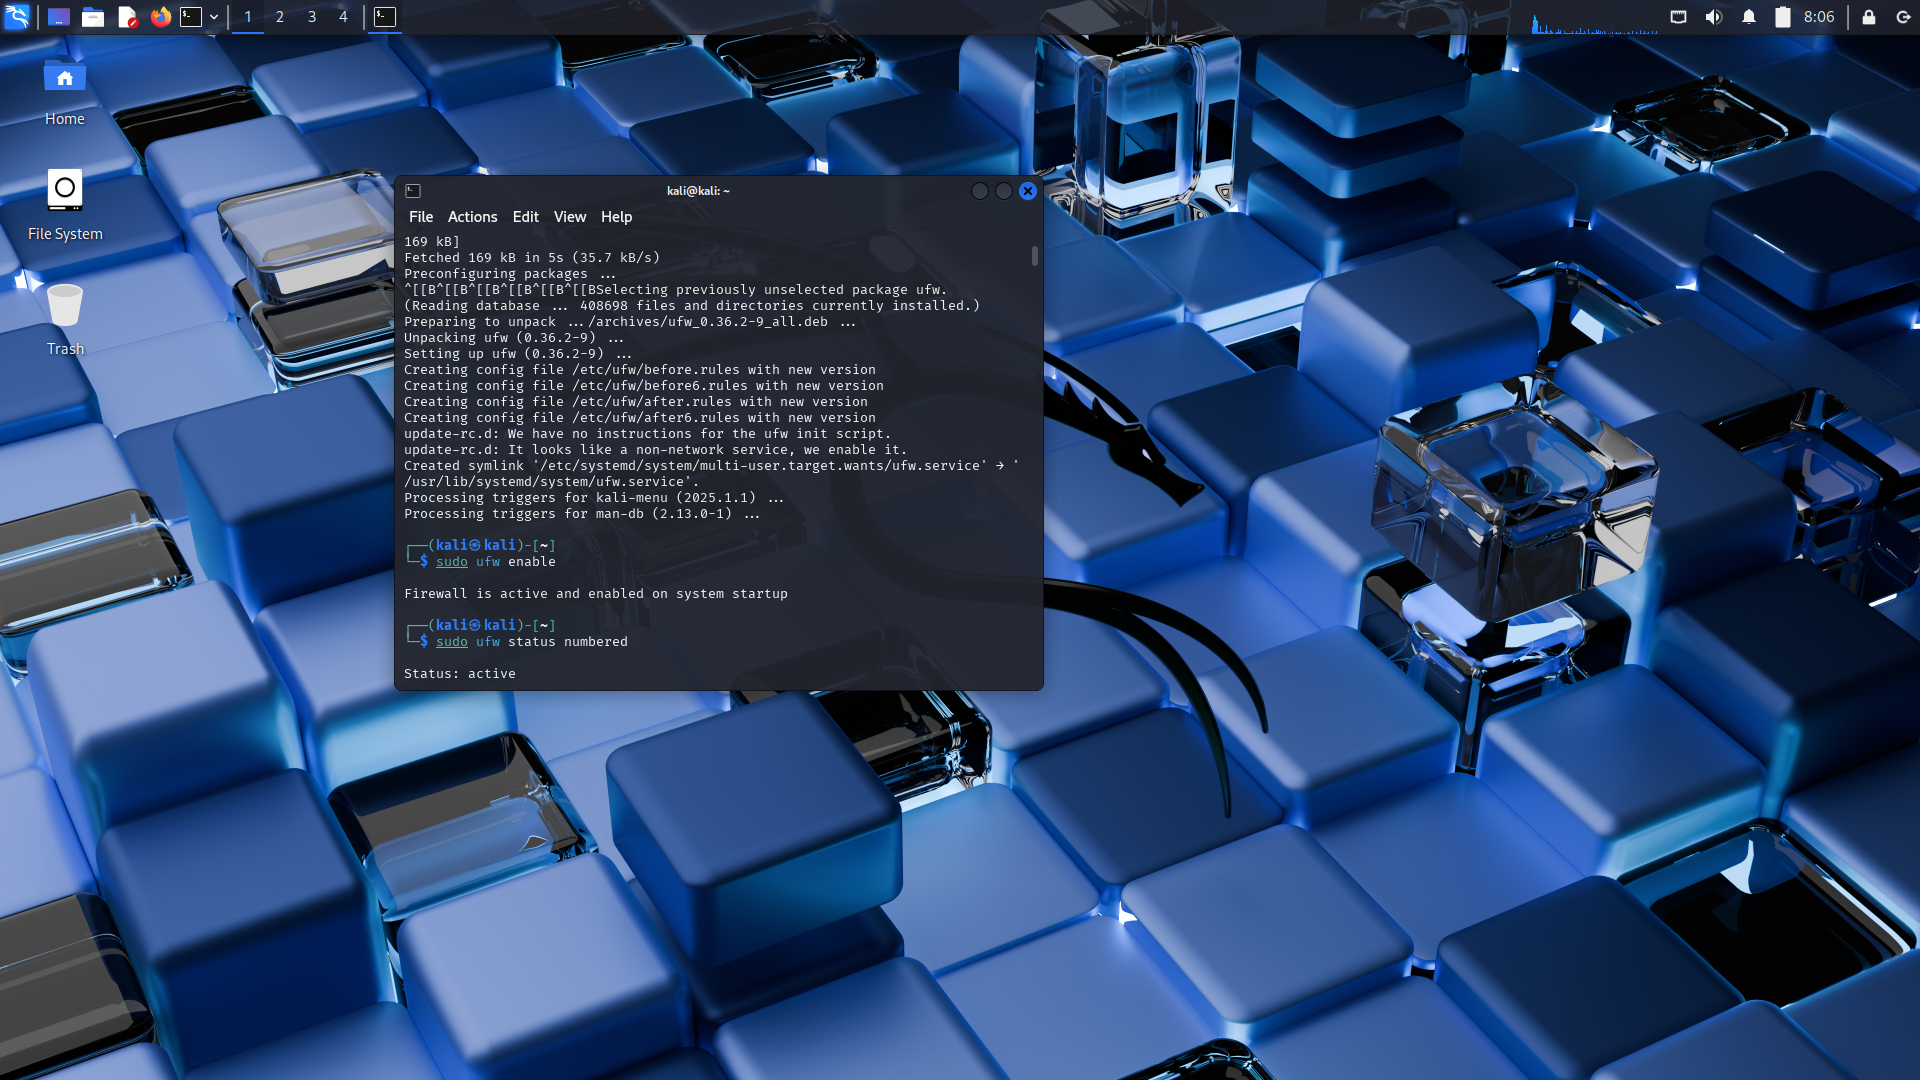 1 2 3 4
8:06
Home
File System
Trash
kali@kali: ~
File Actions Edit View Help
169 kB]
Fetched 169 kB in 5s (35.7 kB/s)
Preconfiguring packages ...
^[[B^[[B^[[B^[[B^[[B^[[BSelecting previously unselected package ufw.
(Reading database ... 408698 files and directories currently installed.)
Preparing to unpack .../archives/ufw_0.36.2-9_all.deb ...
Unpacking ufw (0.36.2-9) ...
Setting up ufw (0.36.2-9) ...
Creating config file /etc/ufw/before.rules with new version
Creating config file /etc/ufw/before6.rules with new version
Creating config file /etc/ufw/after.rules with new version
Creating config file /etc/ufw/after6.rules with new version
update-rc.d: We have no instructions for the ufw init script.
update-rc.d: It looks like a non-network service, we enable it.
Created symlink '/etc/systemd/system/multi-user.target.wants/ufw.service' → '
/usr/lib/systemd/system/ufw.service'.
Processing triggers for kali-menu (2025.1.1) ...
Processing triggers for man-db (2.13.0-1) ...
┌──(kali㉿kali)-[~]
└─$ sudo ufw enable
Firewall is active and enabled on system startup
┌──(kali㉿kali)-[~]
└─$ sudo ufw status numbered
Status: active